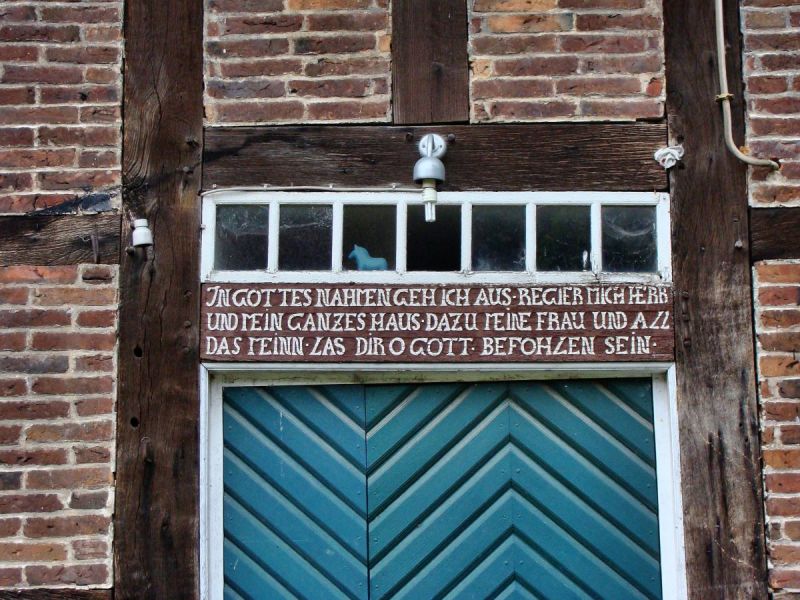 IN GOTTES NAHMEN GEH ICH AUS · REGIER MICH HERR
UND MEIN GANZES HAUS · DAZU MEINE FRAU UND ALL
DAS MEINN · LAS DIR O GOTT · BEFOHLEN SEIN ·